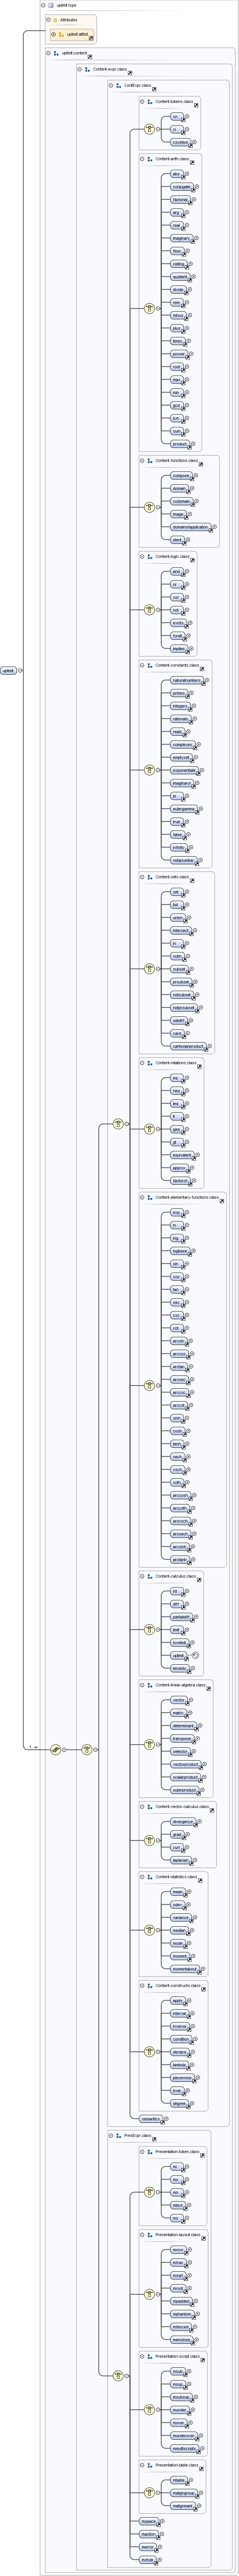 uplimit.type
Attributes
uplimit.attlist
uplimit.content
Content-expr.class
ContExpr.class
Content-tokens.class
cn
ci
csymbol
Content-arith.class
abs
conjugate
factorial
arg
real
imaginary
floor
ceiling
quotient
divide
rem
minus
plus
times
power
root
max
min
gcd
lcm
sum
product
Content-functions.class
compose
domain
codomain
image
domainofapplication
ident
Content-logic.class
and
or
xor
not
exists
forall
implies
Content-constants.class
naturalnumbers
primes
integers
rationals
reals
complexes
emptyset
exponentiale
imaginaryi
pi
eulergamma
true
false
infinity
notanumber
uplimit
Content-sets.class
set
list
union
intersect
in
notin
subset
prsubset
notsubset
notprsubset
setdiff
card
cartesianproduct
Content-relations.class
eq
neq
leq
lt
geq
gt
equivalent
approx
factorof
Content-elementary-functions.class
exp
ln
log
logbase
sin
cos
tan
sec
csc
cot
arcsin
arccos
arctan
arcsec
arccsc
arccot
sinh
cosh
tanh
sech
csch
coth
arccosh
arccoth
arccsch
arcsech
arcsinh
arctanh
Content-calculus.class
int
diff
partialdiff
limit
lowlimit
uplimit
tendsto
Content-linear-algebra.class
vector
matrix
determinant
transpose
selector
vectorproduct
scalarproduct
outerproduct
1..∞
Content-vector-calculus.class
divergence
grad
curl
laplacian
Content-statistics.class
mean
sdev
variance
median
mode
moment
momentabout
Content-constructs.class
apply
interval
inverse
condition
declare
lambda
piecewise
bvar
degree
semantics
PresExpr.class
Presentation-token.class
mi
mo
mn
mtext
ms
Presentation-layout.class
mrow
mfrac
msqrt
mroot
mpadded
mphantom
mfenced
menclose
Presentation-script.class
msub
msup
msubsup
munder
mover
munderover
mmultiscripts
Presentation-table.class
mtable
maligngroup
malignmark
mspace
maction
merror
mstyle